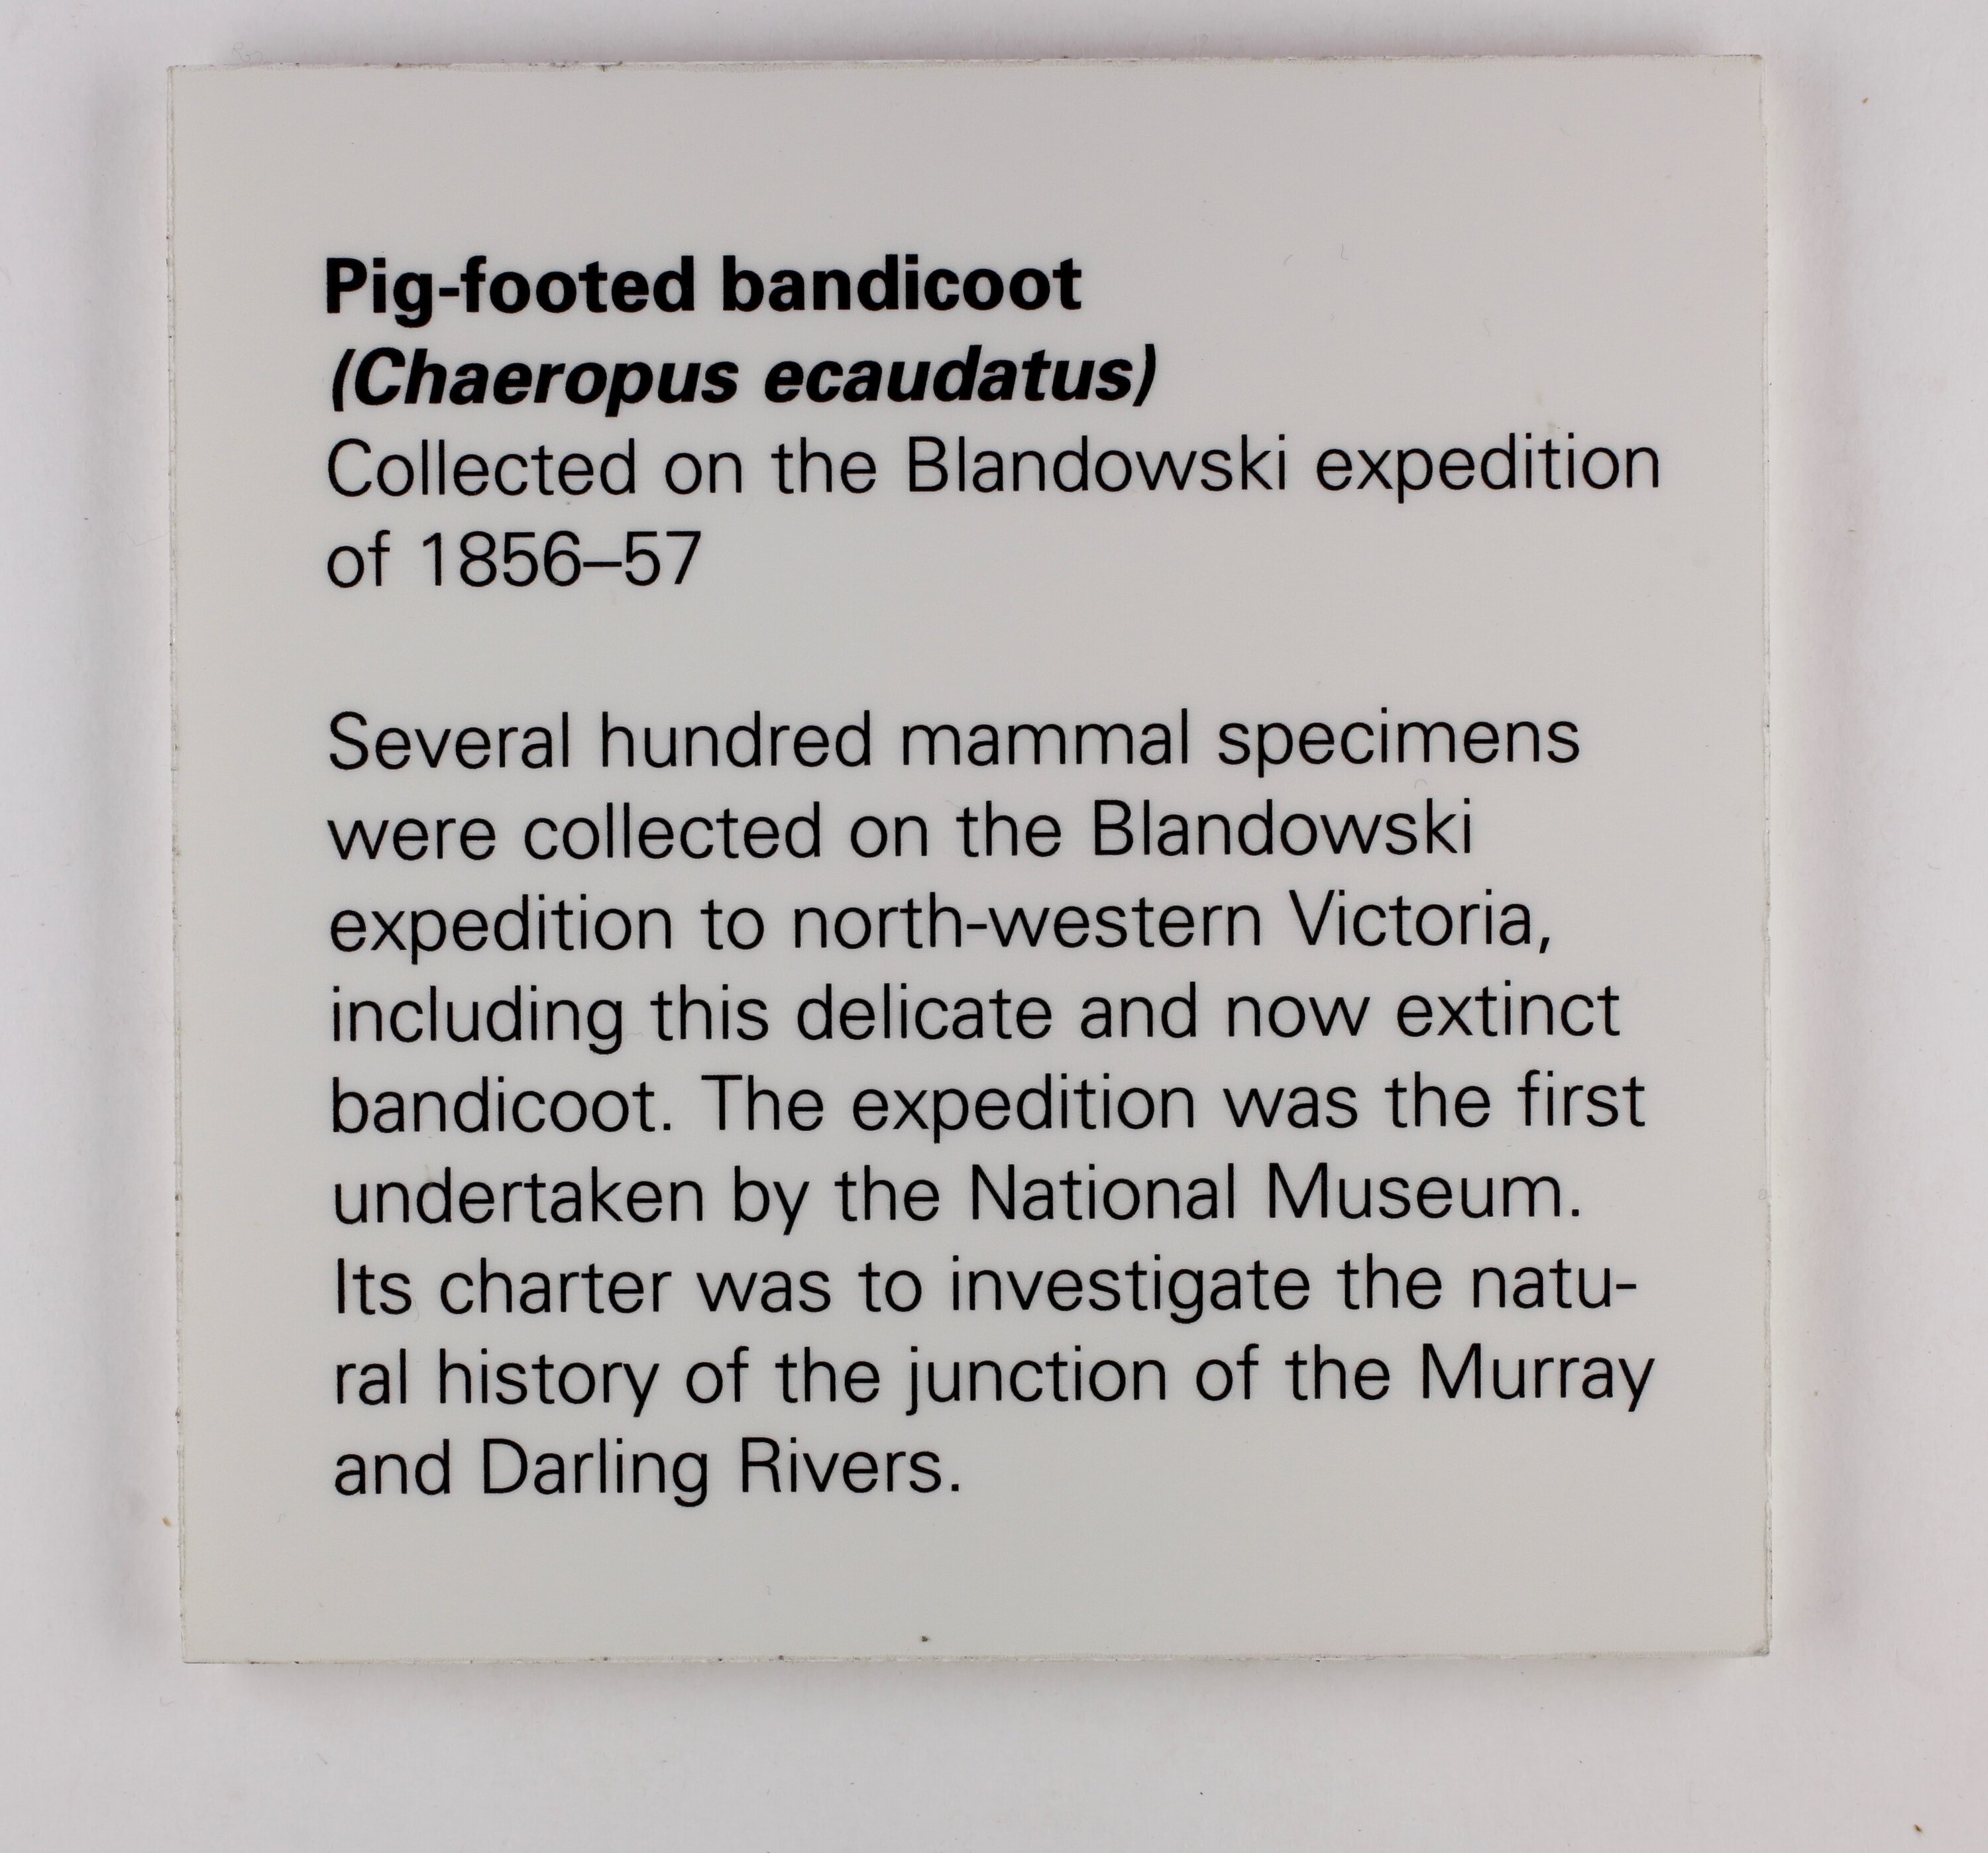 Pig-footed bandicoot
(Chaeropus ecaudatus)
Collected on the Blandowski expedition
of 1856–57
Several hundred mammal specimens
were collected on the Blandowski
expedition to north-western Victoria,
including this delicate and now extinct
bandicoot. The expedition was the first
undertaken by the National Museum.
Its charter was to investigate the natu-
ral history of the junction of the Murray
and Darling Rivers.